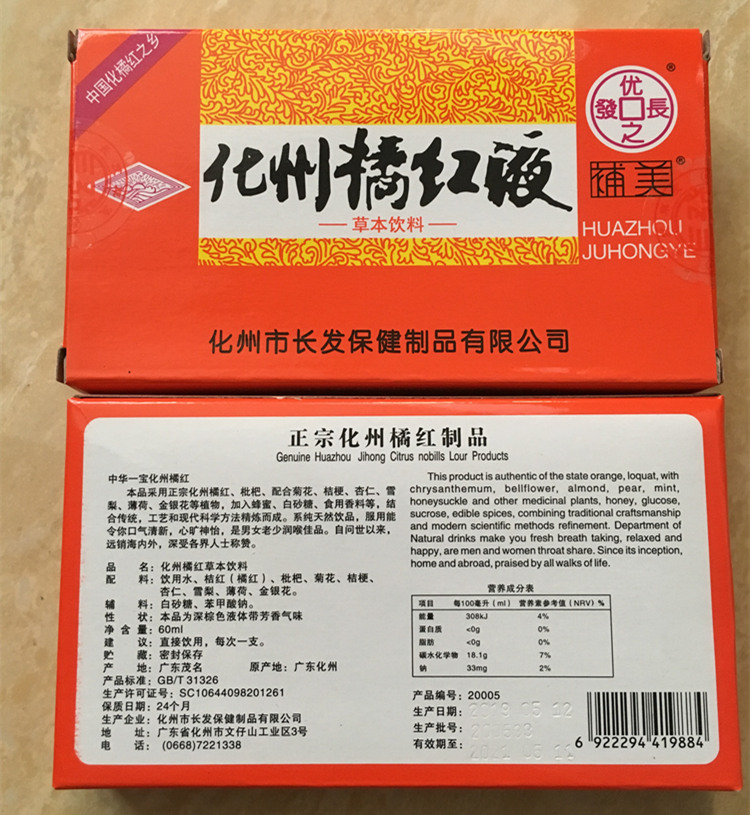 中国化橘红之乡
优
發 長
之
®
補美®
化州橘红液
草本饮料
HUAZHOU
JUHONGYE
化州市长发保健制品有限公司
正宗化州橘红制品
Genuine Huazhou Jihong Citrus nobills Lour Products
中华一宝化州橘红
本品采用正宗化州橘红、枇杷、配合菊花、桔梗、杏仁、雪
梨、薄荷、金银花等植物，加入蜂蜜、白砂糖、食用香料等，结
合传统，工艺和现代科学方法精炼而成。系纯天然饮品，服用能
令你口气清新，心旷神怡，是男女老少润喉佳品。自问世以来，
远销海内外，深受各界人士称赞。
品名：化州橘红草本饮料
配料：饮用水、桔红（橘红）、枇杷、菊花、桔梗、
杏仁、雪梨、薄荷、金银花。
辅料：白砂糖、苯甲酸钠。
性状：本品为深棕色液体带芳香气味
净含量：60ml
建议：直接饮用，每次一支。
贮藏：密封保存
产地：广东茂名 原产地：广东化州
产品标准：GB/T 31326
生产许可证号：SC10644098201261
保质日期：24个月
生产企业：化州市长发保健制品有限公司
地址：广东省化州市文仔山工业区3号
电话：(0668)7221338
This product is authentic of the state orange, loquat, with
chrysanthemum, bellflower, almond, pear, mint,
honeysuckle and other medicinal plants, honey, glucose,
sucrose, edible spices, combining traditional craftsmanship
and modern scientific methods refinement. Department of
Natural drinks make you fresh breath taking, relaxed and
happy, are men and women throat share. Since its inception,
home and abroad, praised by all walks of life.
营养成分表
项目 每100毫升（ml） 营养素参考值（NRV）%
能量 308kJ 4%
蛋白质 <0g 0%
脂肪 <0g 0%
碳水化学物 18.1g 7%
钠 33mg 2%
产品编号：20005
生产日期：2019 05 12
生产批号：
有效期至：2021 05 11
6 922294 419884